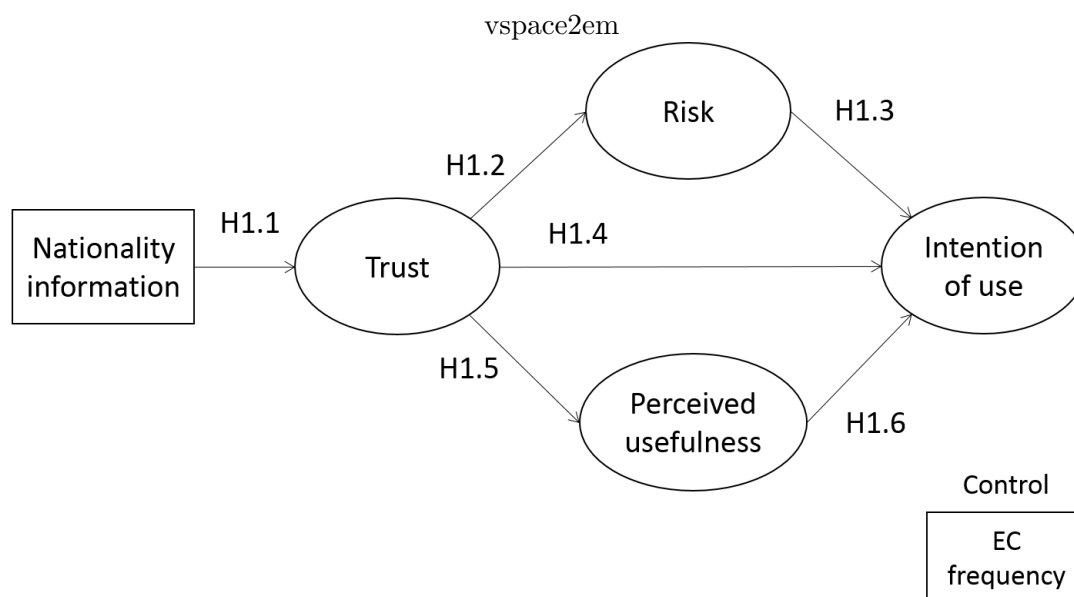 vspace2em
Risk
H1.3
H1.2
H1.1
H1.4
Nationality
information
Trust
Intention
of use
H1.5
Perceived
usefulness
H1.6
Control
EC
frequency